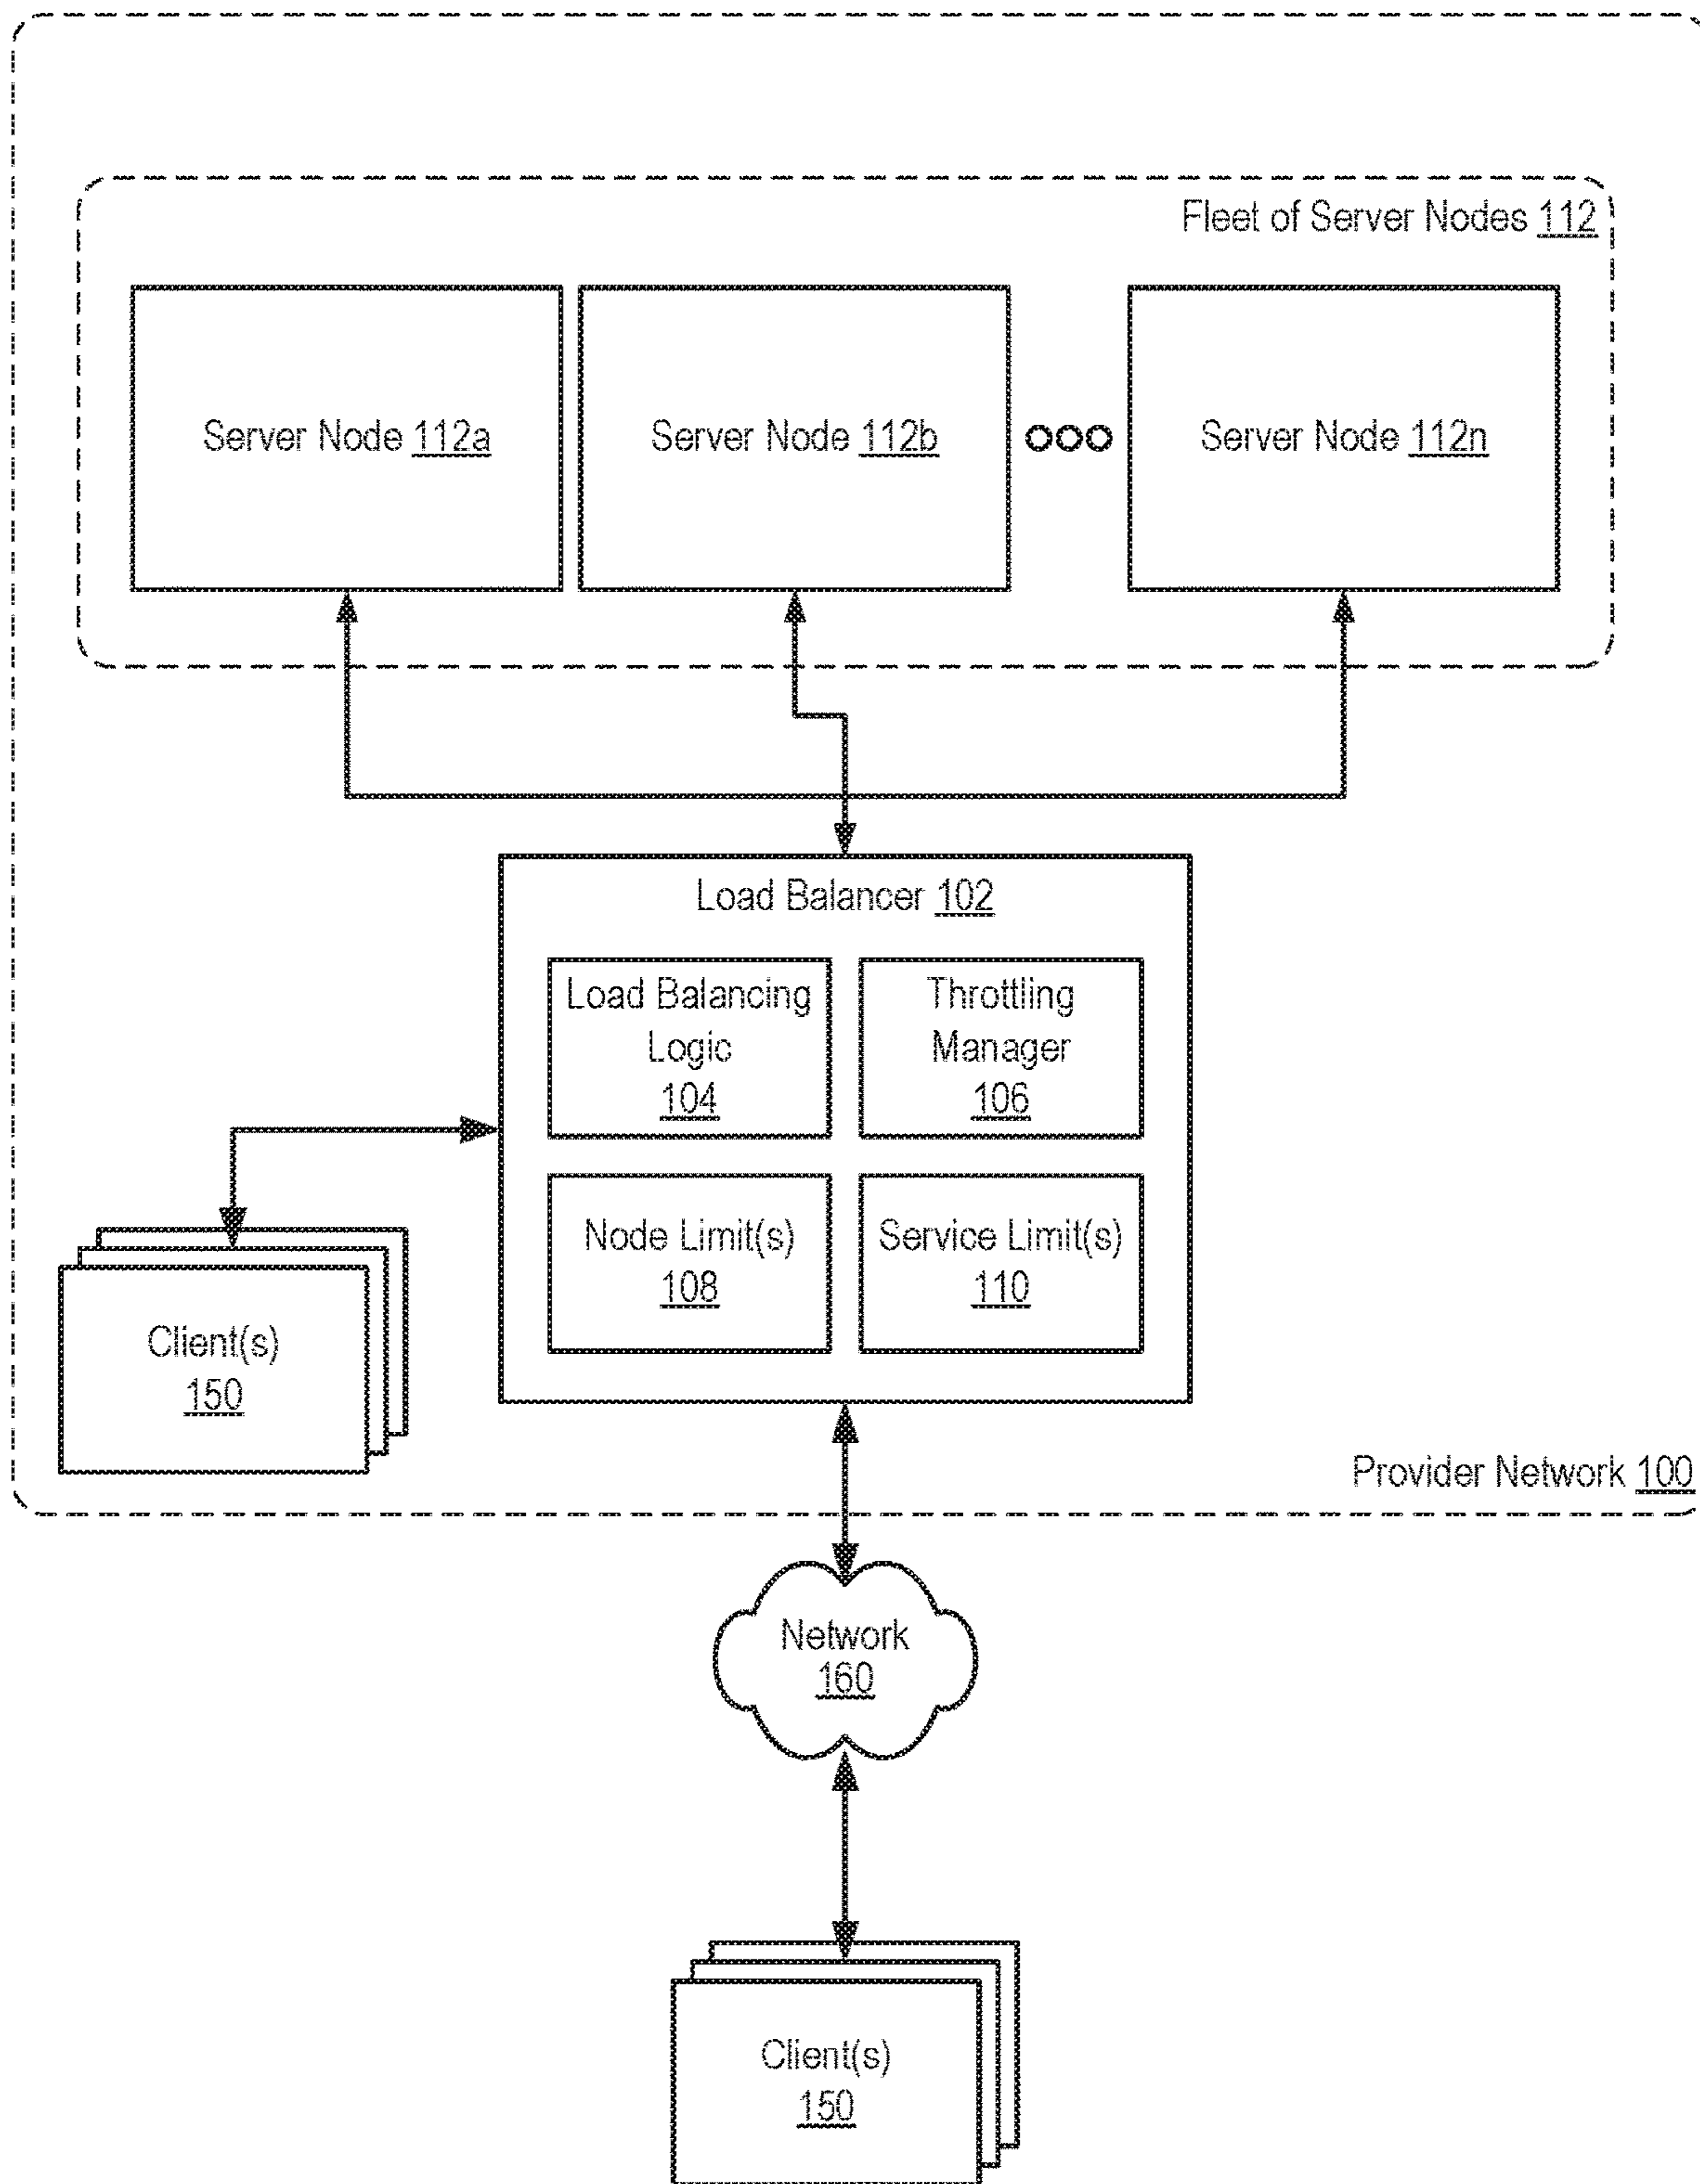 Fleet of Server Nodes 112
Server Node 112a
Server Node 112b
Server Node 112n
Load Balancer 102
Load Balancing
Logic
104
Throttling
Manager
106
Node Limit(s)
108
Service Limit(s)
110
Client(s)
150
Provider Network 100
Network
160
Client(s)
150